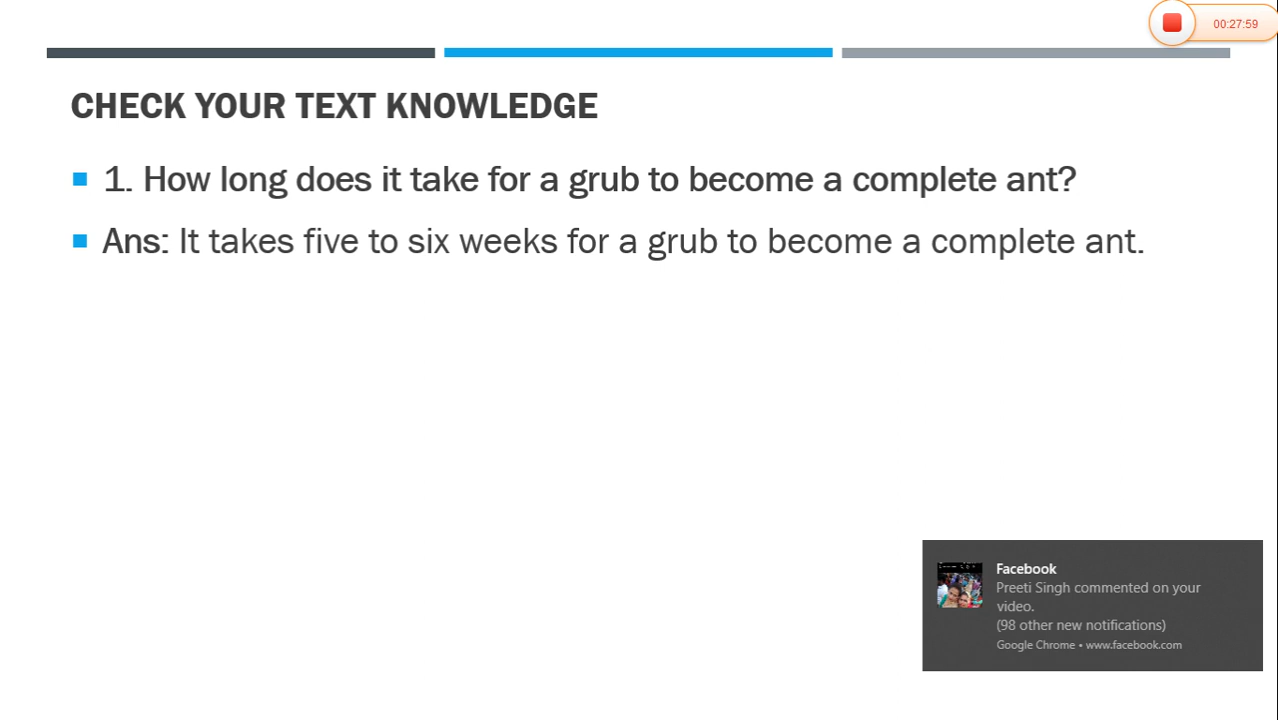 00:27:59
CHECK YOUR TEXT KNOWLEDGE
1. How long does it take for a grub to become a complete ant?
Ans: It takes five to six weeks for a grub to become a complete ant.
Facebook
Preeti Singh commented on your
video.
(98 other new notifications)
Google Chrome • www.facebook.com